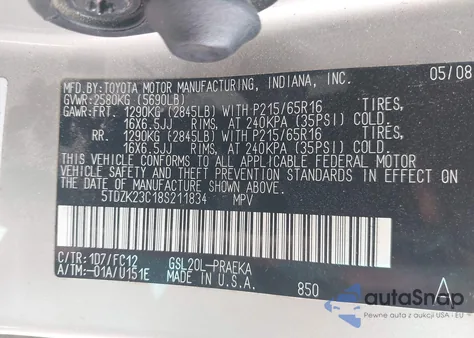 MFD.BY:TOYOTA MOTOR MANUFACTURING, INDIANA, INC. 05/08
GVWR:2580KG (5690LB)
GAWR:FRT. 1290KG (2845LB) WITH P215/65R16 TIRES,
16X6.5JJ RIMS, AT 240KPA (35PSI) COLD.
RR. 1290KG (2845LB) WITH P215/65R16 TIRES,
16X6.5JJ RIMS, AT 240KPA (35PSI) COLD.
THIS VEHICLE CONFORMS TO ALL APPLICABLE FEDERAL MOTOR
VEHICLE SAFETY AND THEFT PREVENTION STANDARDS IN EFFECT
ON THE DATE OF MANUFACTURE SHOWN ABOVE.
5TDZK23C18S211834 MPV
C/TR:1D7/FC12 GSL20L-PRAEKA
A/TM:-01A/U151E MADE IN U.S.A. 850 A
autoSnap
Pewne auta z aukcji USA - EU